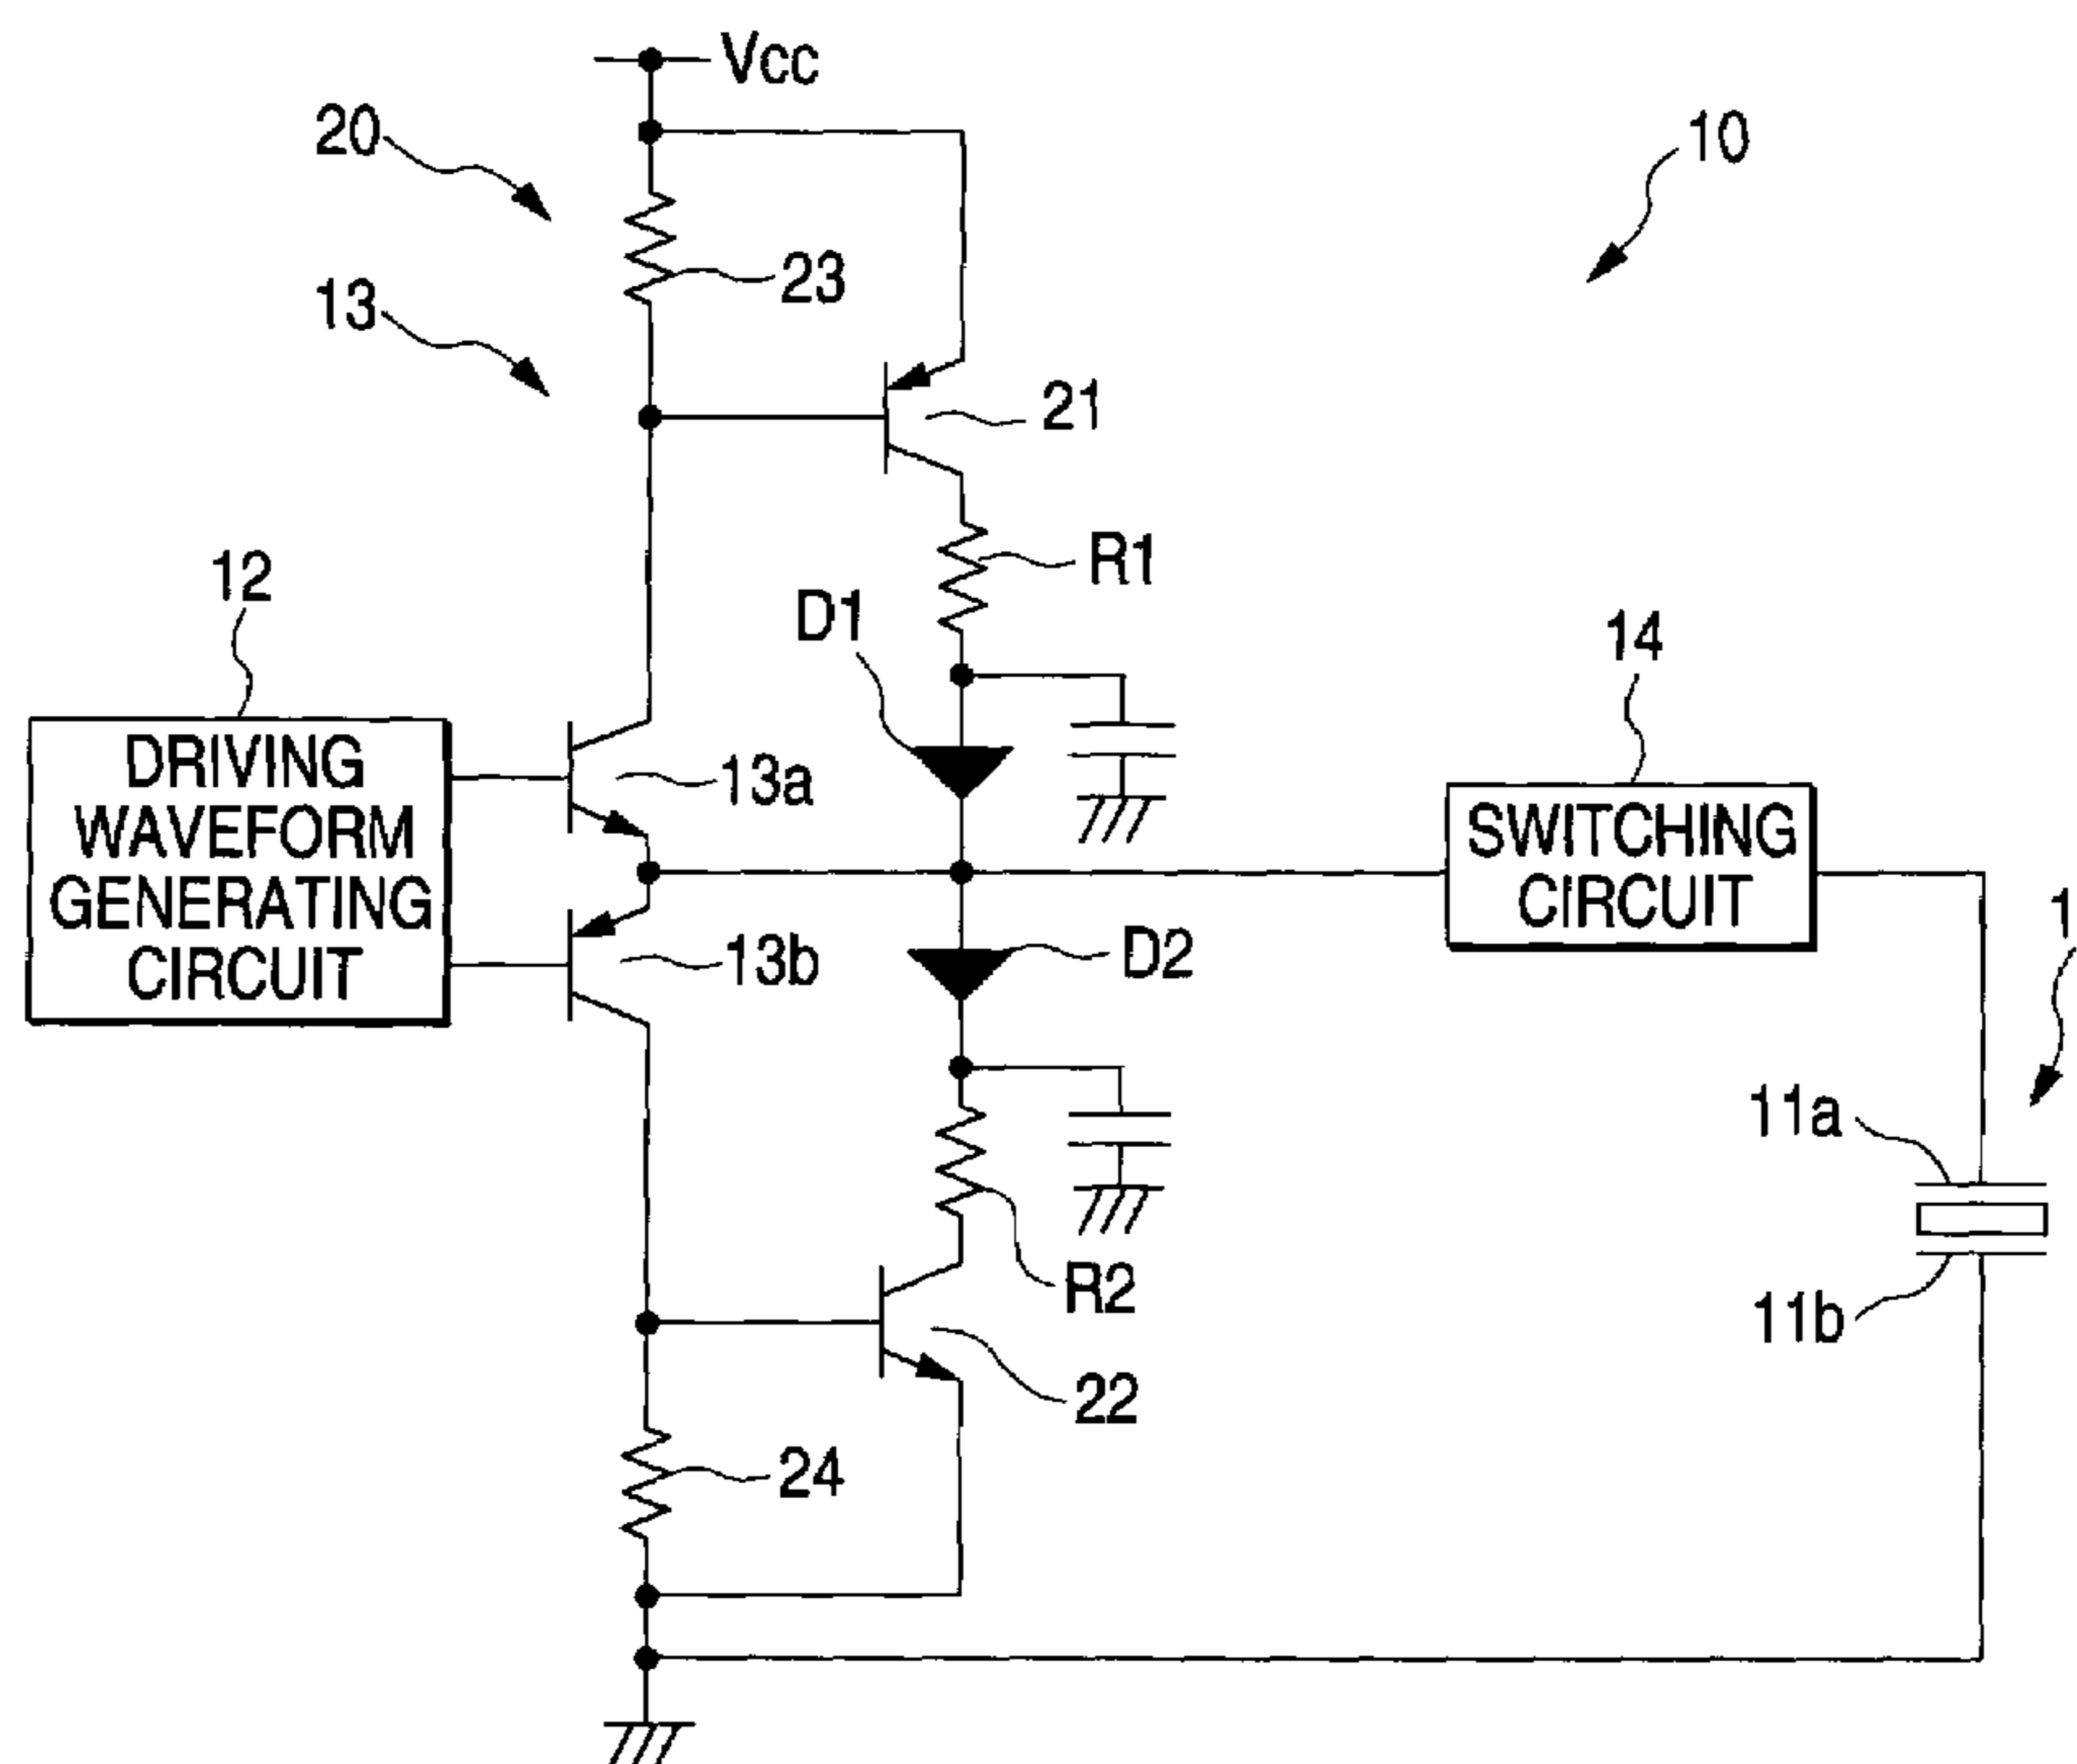 Vcc
20
10
23
13
21
R1
12
D1
14
DRIVING
WAVEFORM
GENERATING
CIRCUIT
13a
SWITCHING
CIRCUIT
1
13b
D2
11a
R2
11b
22
24